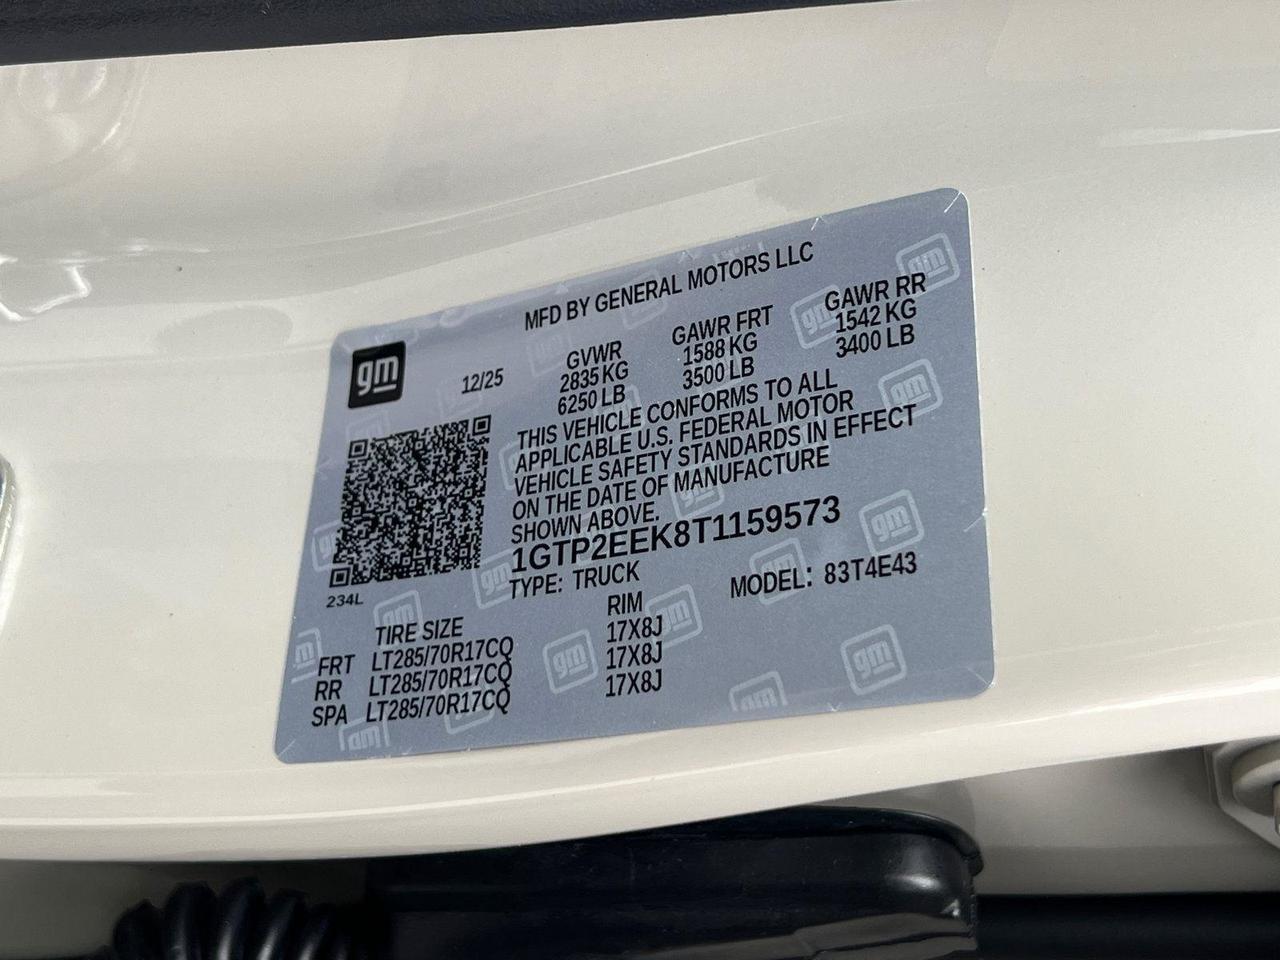 MFD BY GENERAL MOTORS LLC
gm
12/25
GVWR GAWR FRT GAWR RR
2835 KG 1588 KG 1542 KG
6250 LB 3500 LB 3400 LB
THIS VEHICLE CONFORMS TO ALL
APPLICABLE U.S. FEDERAL MOTOR
VEHICLE SAFETY STANDARDS IN EFFECT
ON THE DATE OF MANUFACTURE
SHOWN ABOVE.
1GTP2EEK8T1159573
TYPE: TRUCK MODEL: 83T4E43
234L
TIRE SIZE RIM
FRT LT285/70R17CQ 17X8J
RR LT285/70R17CQ 17X8J
SPA LT285/70R17CQ 17X8J